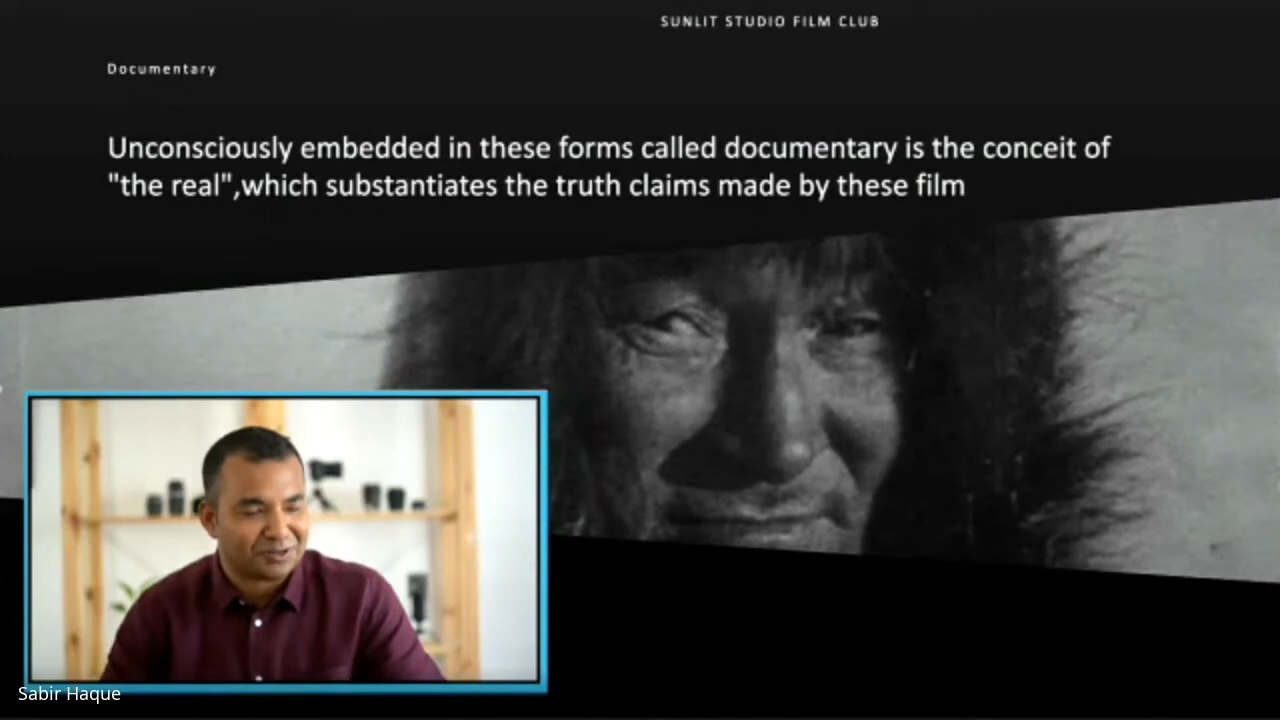 SUNLIT STUDIO FILM CLUB
Documentary
Unconsciously embedded in these forms called documentary is the conceit of
"the real",which substantiates the truth claims made by these film
Sabir Haque